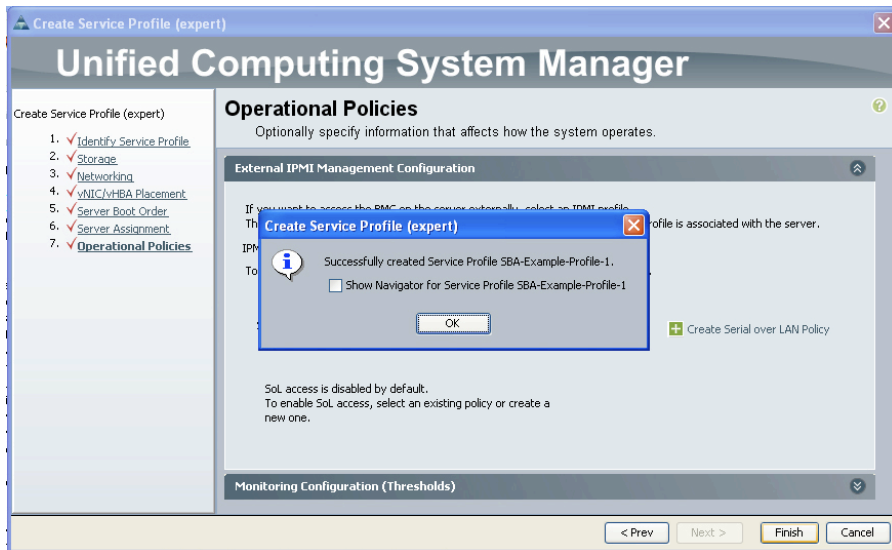 Create Service Profile (expert)
Unified Computing System Manager
Create Service Profile (expert)
1. Identify Service Profile
2. Storage
3. Networking
4. vNIC/vHBA Placement
5. Server Boot Order
6. Server Assignment
7. Operational Policies
Operational Policies
Optionally specify information that affects how the system operates.
External IPMI Management Configuration
If you want to access the BMC on the server externally, select an IPMI profile.
Th
rofile is associated with the server.
IPM
To
Create Service Profile (expert)
Successfully created Service Profile SBA-Example-Profile-1.
Show Navigator for Service Profile SBA-Example-Profile-1
OK
Create Serial over LAN Policy
SoL access is disabled by default.
To enable SoL access, select an existing policy or create a
new one.
Monitoring Configuration (Thresholds)
< Prev
Next >
Finish
Cancel